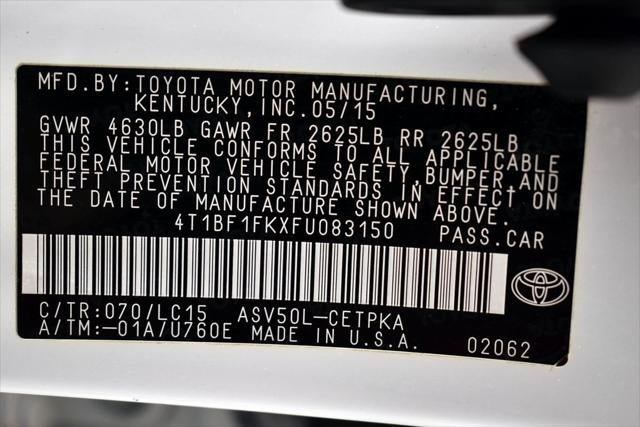 MFD.BY:TOYOTA MOTOR MANUFACTURING,
KENTUCKY,INC.05/15
GVWR 4630LB GAWR FR 2625LB RR 2625LB
THIS VEHICLE CONFORMS TO ALL APPLICABLE
FEDERAL MOTOR VEHICLE SAFETY,BUMPER,AND
THEFT PREVENTION STANDARDS IN EFFECT ON
THE DATE OF MANUFACTURE SHOWN ABOVE.
4T1BF1FKXFU083150 PASS.CAR
C/TR:070/LC15 ASV50L-CETPKA
A/TM:-01A/U760E MADE IN U.S.A. 02062